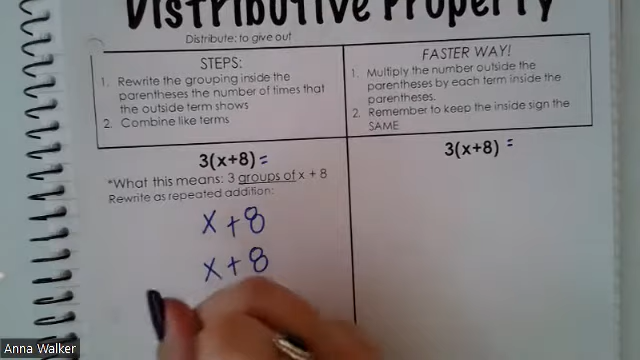 Distributive Property
Distribute: to give out
STEPS:
1. Rewrite the grouping inside the
parentheses the number of times that
the outside term shows
2. Combine like terms
FASTER WAY!
1. Multiply the number outside the
parentheses by each term inside the
parentheses.
2. Remember to keep the inside sign the
SAME
3(x+8) =
*What this means: 3 groups of x + 8
Rewrite as repeated addition:
x + 8
x + 8
3(x+8) =
Anna Walker